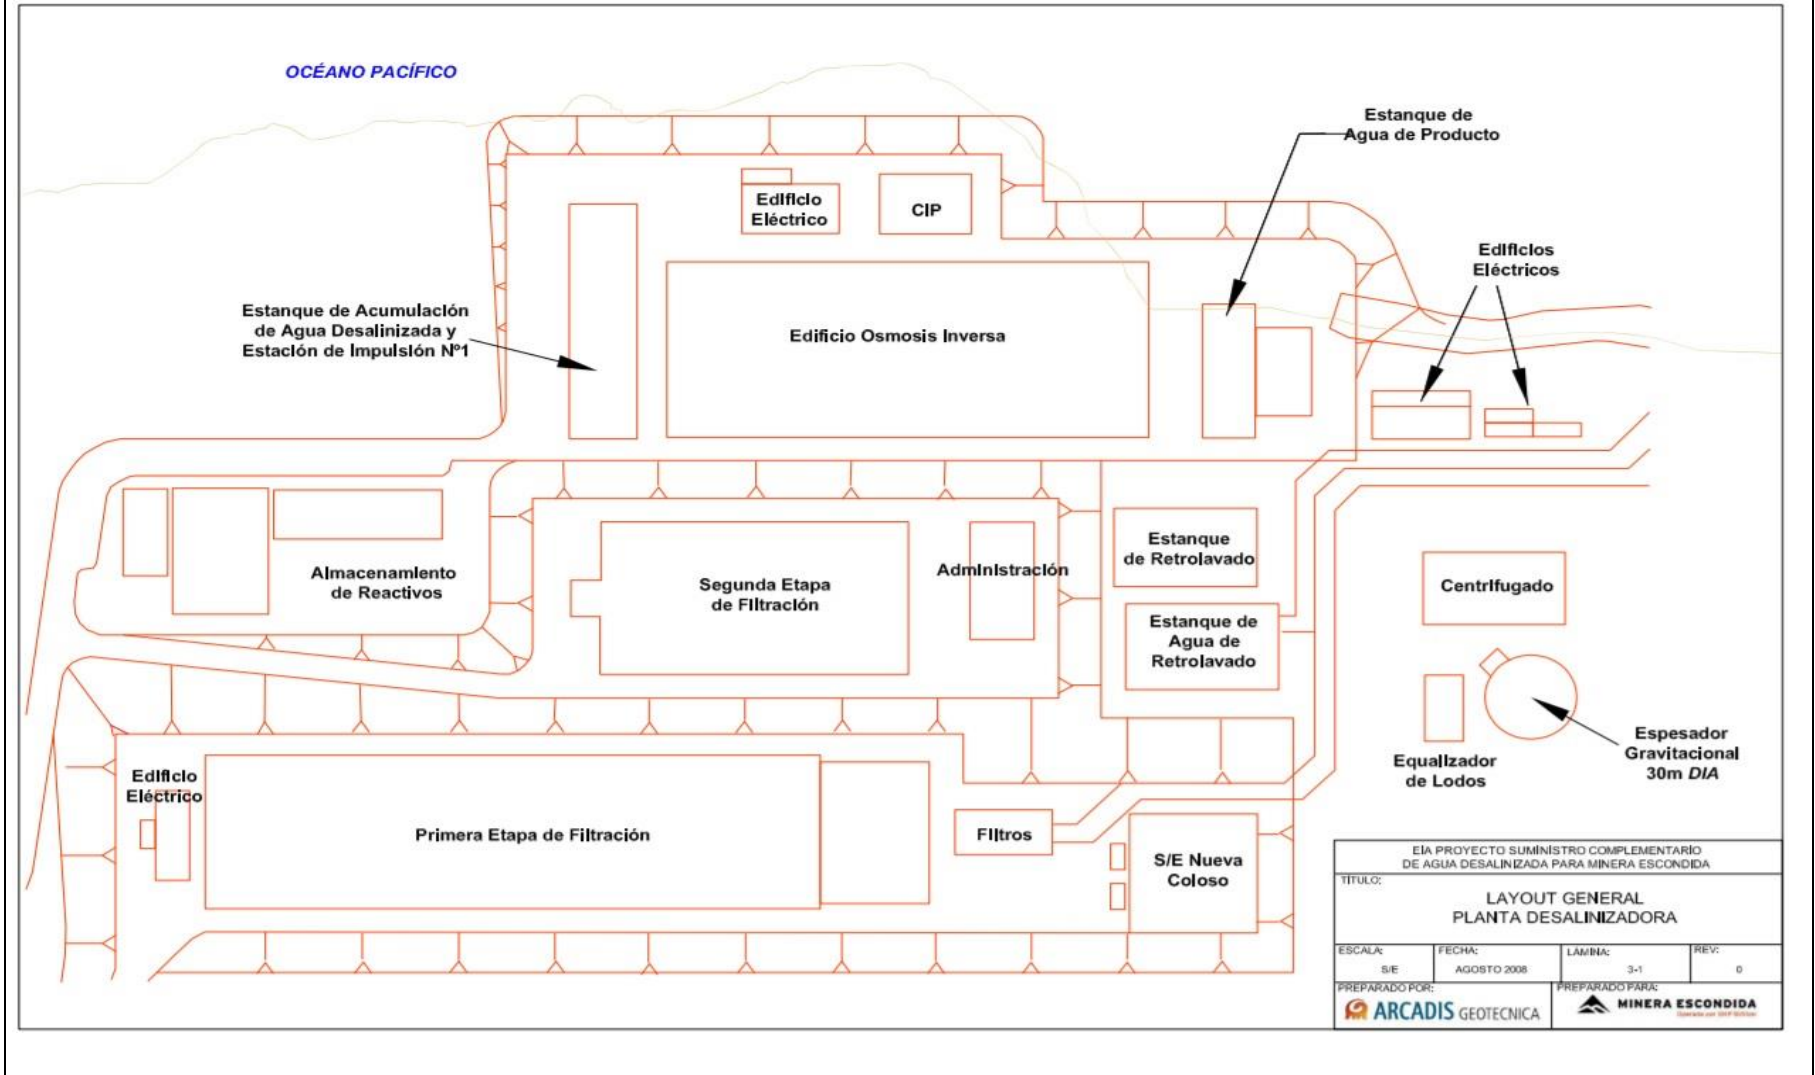 OCÉANO PACÍFICO
Estanque de
Agua de Producto
Edificio
Eléctrico
CIP
Edificios
Eléctricos
Estanque de Acumulación
de Agua Desalinizada y
Estación de Impulsión Nº1
Edificio Osmosis Inversa
Almacenamiento
de Reactivos
Segunda Etapa
de Filtración
Administración
Estanque
de Retrolavado
Estanque de
Agua de
Retrolavado
Centrifugado
Equalizador
de Lodos
Espesador
Gravitacional
30m DIA
Edificio
Eléctrico
Primera Etapa de Filtración
Filtros
S/E Nueva
Coloso
EIA PROYECTO SUMINISTRO COMPLEMENTARIO
DE AGUA DESALINIZADA PARA MINERA ESCONDIDA
TÍTULO:
LAYOUT GENERAL
PLANTA DESALINIZADORA
ESCALA:
S/E
FECHA:
AGOSTO 2008
LAMINA:
3-1
REV:
0
PREPARADO POR:
ARCADIS GEOTECNICA
PREPARADO PARA:
MINERA ESCONDIDA